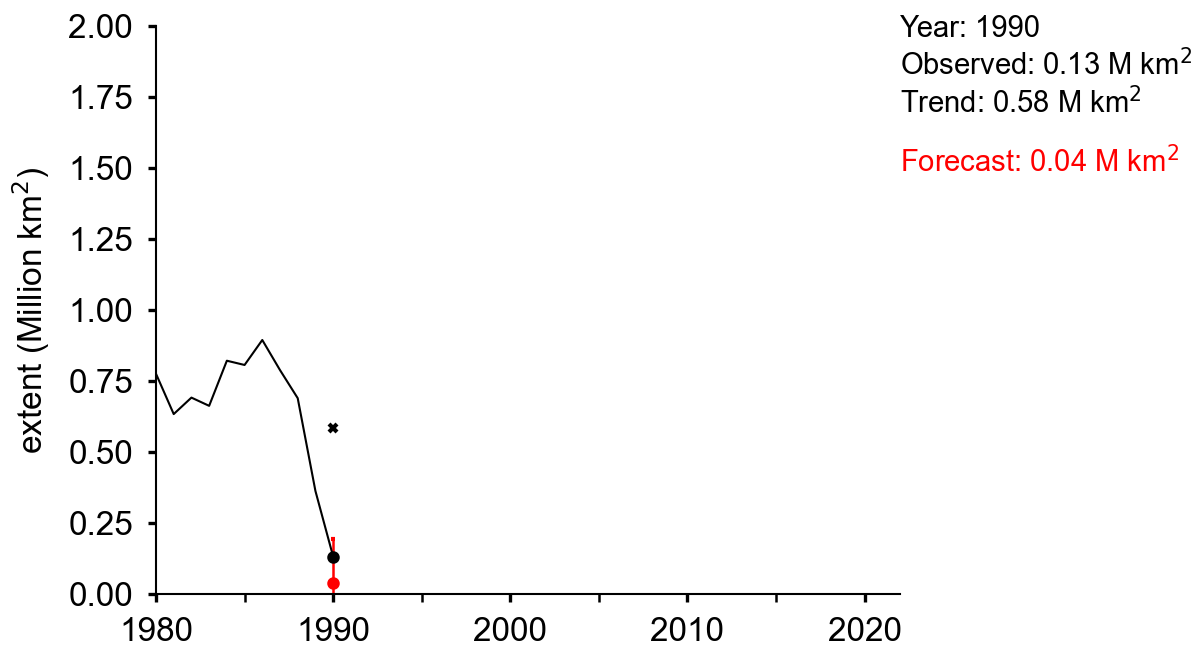 2.00
1.75
1.50
1.25
1.00
0.75
0.50
0.25
0.00
extent (Million km²)
1980 1990 2000 2010 2020
Year: 1990
Observed: 0.13 M km²
Trend: 0.58 M km²
Forecast: 0.04 M km²